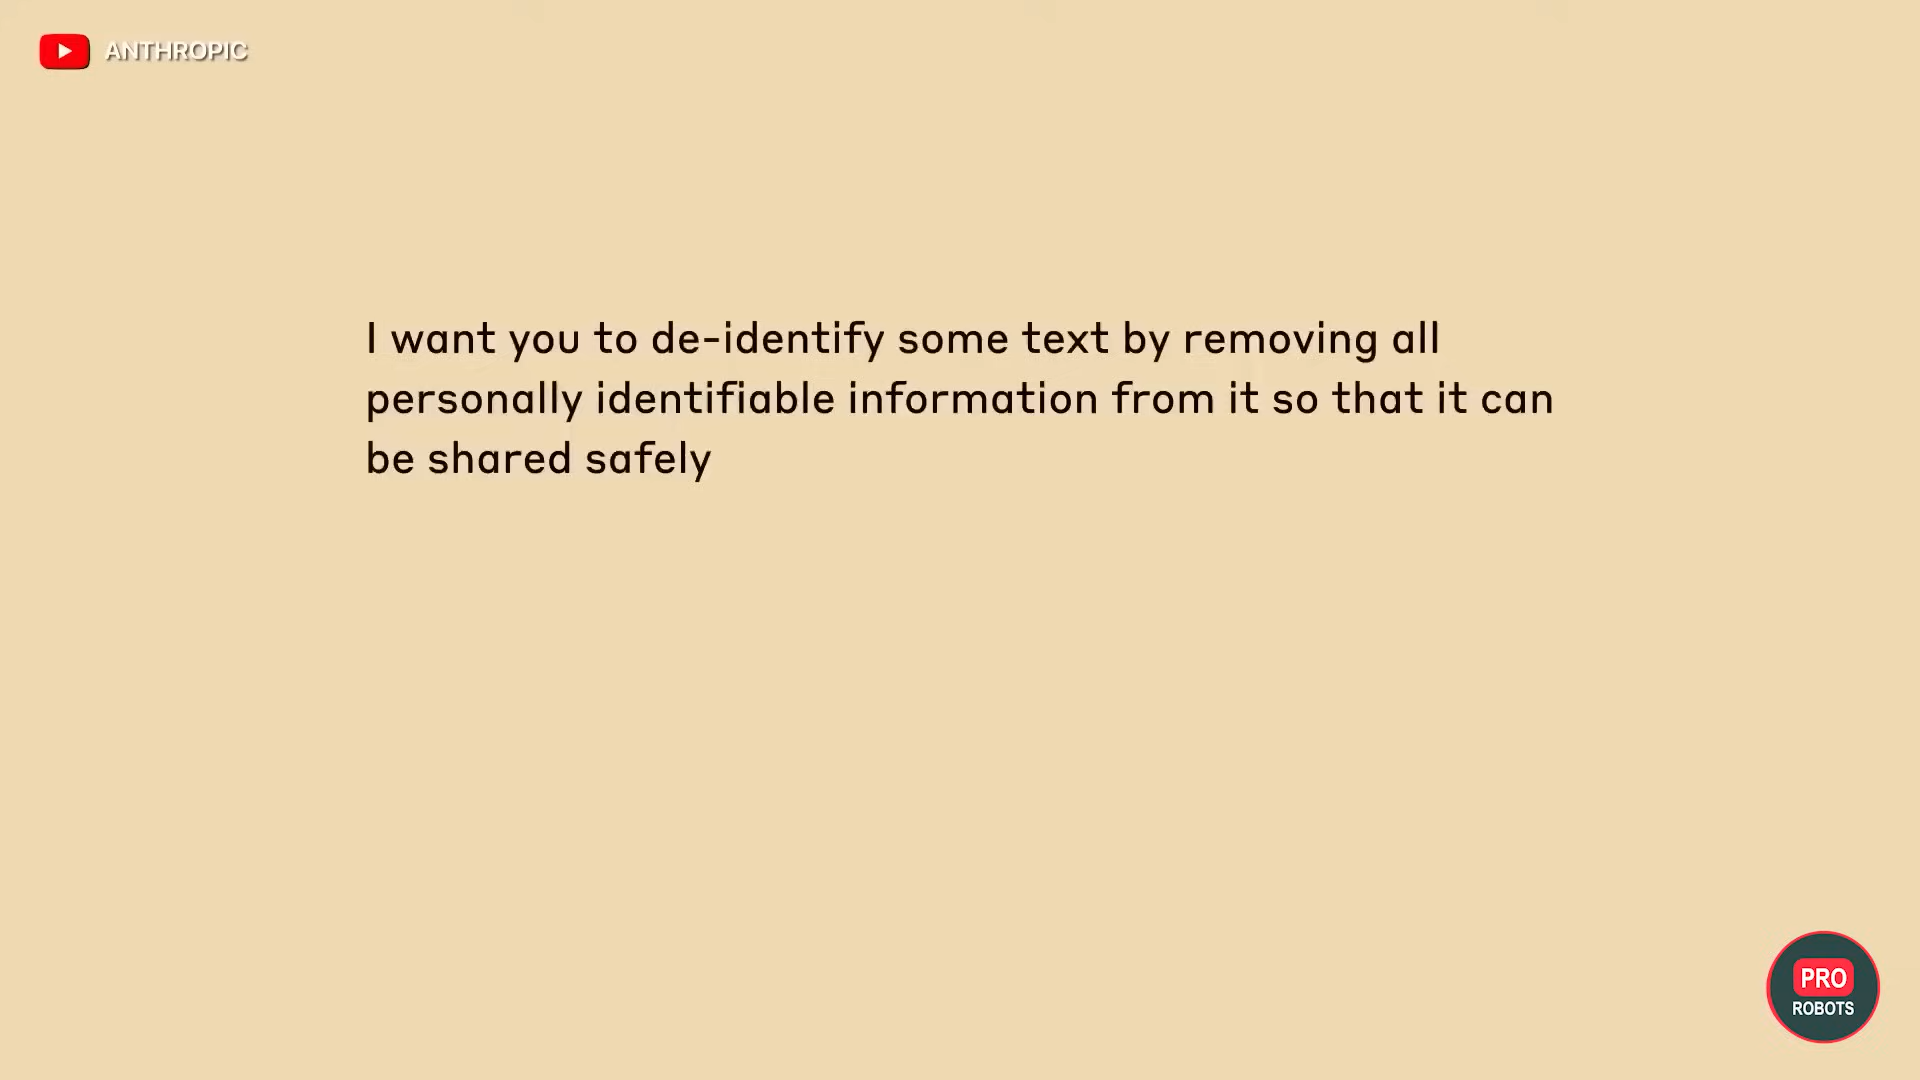 ANTHROPIC
I want you to de-identify some text by removing all
personally identifiable information from it so that it can
be shared safely
PRO
ROBOTS